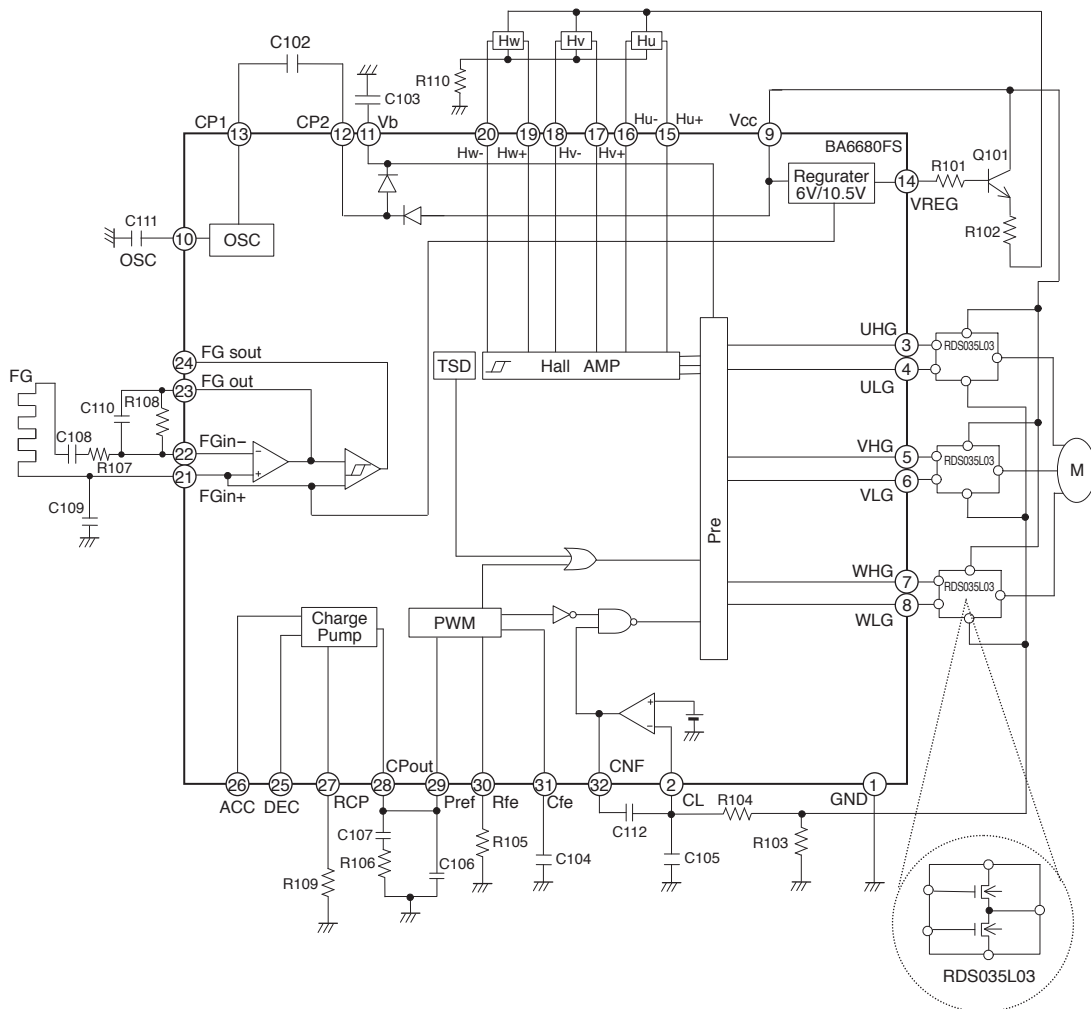 C102
Hw
Hv
Hu
R110
C103
CP1
CP2
Vb
Hu-
Hu+
Vcc
13
12
11
20
19
18
17
16
15
9
Hw-
Hw+
Hv-
Hv+
BA6680FS
Regurater
6V/10.5V
14
VREG
R101
Q101
R102
C111
10
OSC
OSC
UHG
3
RDS035L03
4
ULG
TSD
Hall AMP
24
FG sout
FG
23
FG out
C110
R108
C108
R107
22
FGin−
21
FGin+
C109
VHG
5
RDS035L03
6
VLG
M
Pre
WHG
7
RDS035L03
8
WLG
Charge
Pump
PWM
CPout
CNF
26
25
27
28
29
30
31
32
2
1
ACC
DEC
RCP
Pref
Rfe
Cfe
CL
GND
R104
C112
R103
C107
R106
C106
R105
C104
C105
R109
RDS035L03